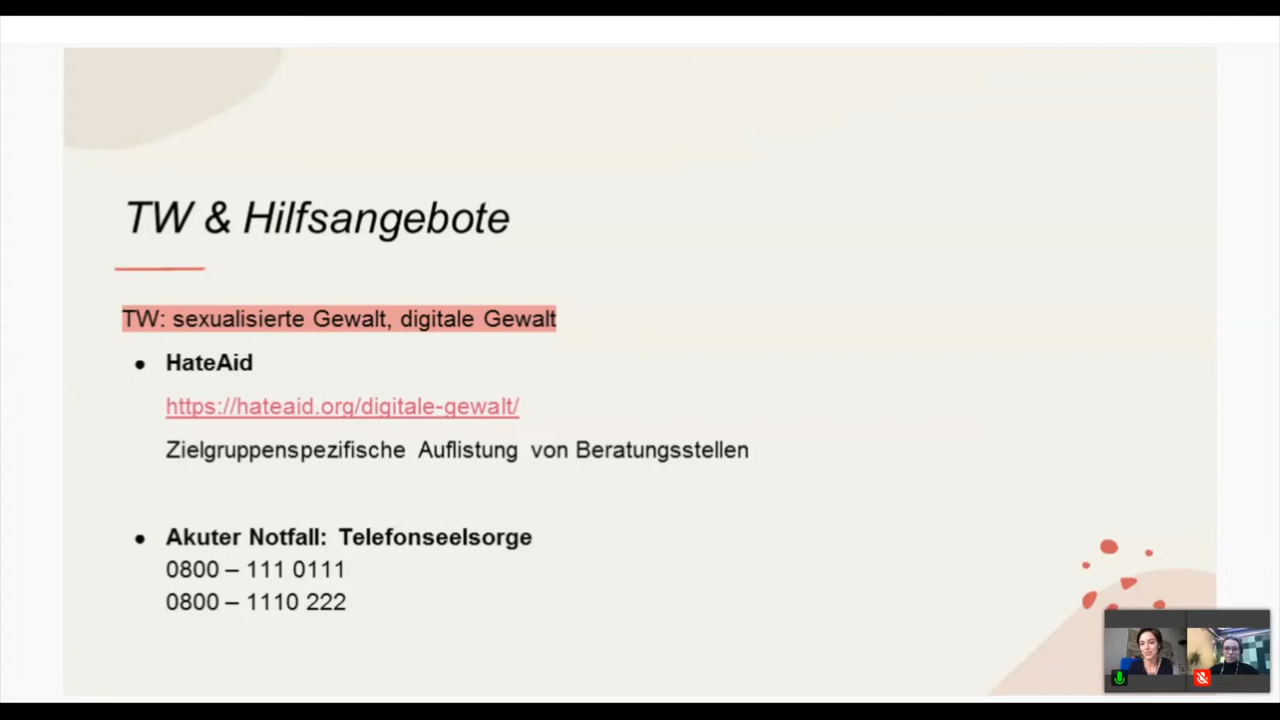 TW & Hilfsangebote
TW: sexualisierte Gewalt, digitale Gewalt
● HateAid
https://hateaid.org/digitale-gewalt/
Zielgruppenspezifische Auflistung von Beratungsstellen
● Akuter Notfall: Telefonseelsorge
0800 – 111 0111
0800 – 1110 222